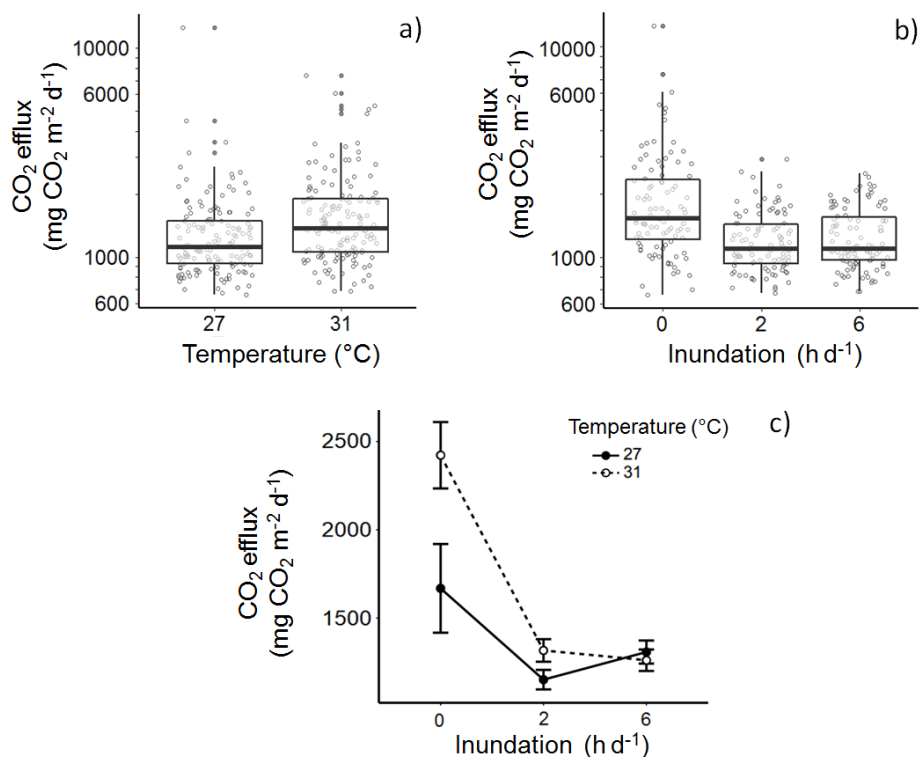 a)
CO₂ efflux
(mg CO₂ m⁻² d⁻¹)
10000
6000
1000
600
27
31
Temperature (°C)
b)
CO₂ efflux
(mg CO₂ m⁻² d⁻¹)
10000
6000
1000
600
0
2
6
Inundation (h d⁻¹)
c)
CO₂ efflux
(mg CO₂ m⁻² d⁻¹)
2500
2000
1500
Temperature (°C)
27
31
0
2
6
Inundation (h d⁻¹)